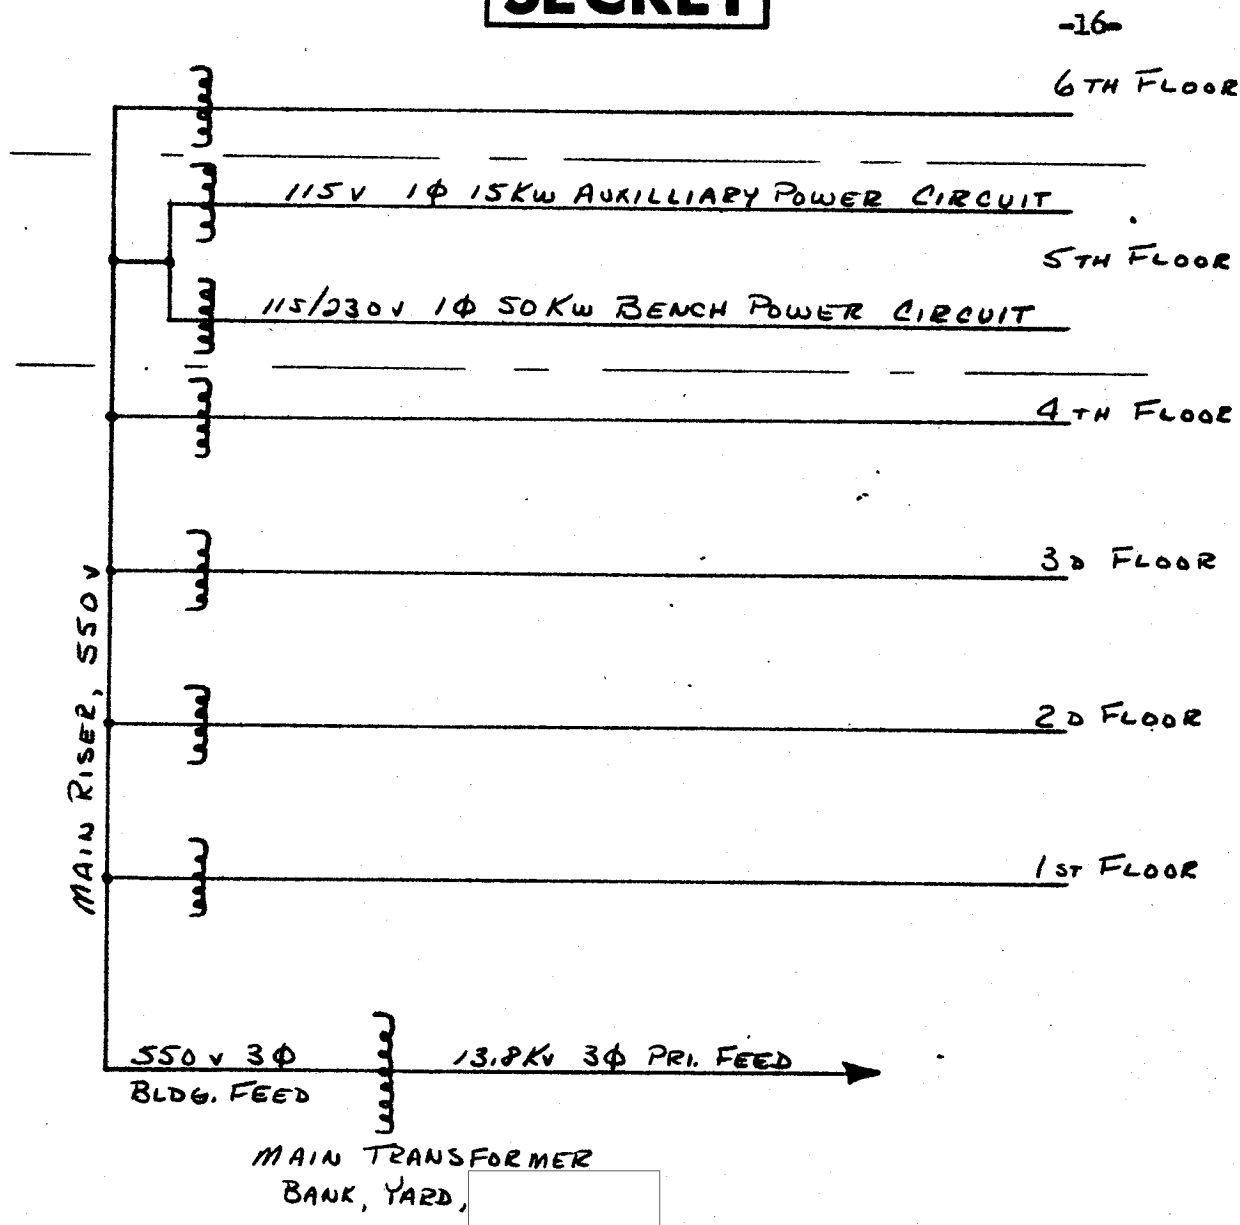 SECRET
-16-
6TH FLOOR
115V 1Φ 15KW AUXILLIARY POWER CIRCUIT
5TH FLOOR
115/230V 1Φ 50KW BENCH POWER CIRCUIT
4TH FLOOR
3D FLOOR
MAIN RISER, 550V
2D FLOOR
1ST FLOOR
550V 3Φ
BLDG. FEED
13.8KV 3Φ PRI. FEED
MAIN TRANSFORMER
BANK, YARD,